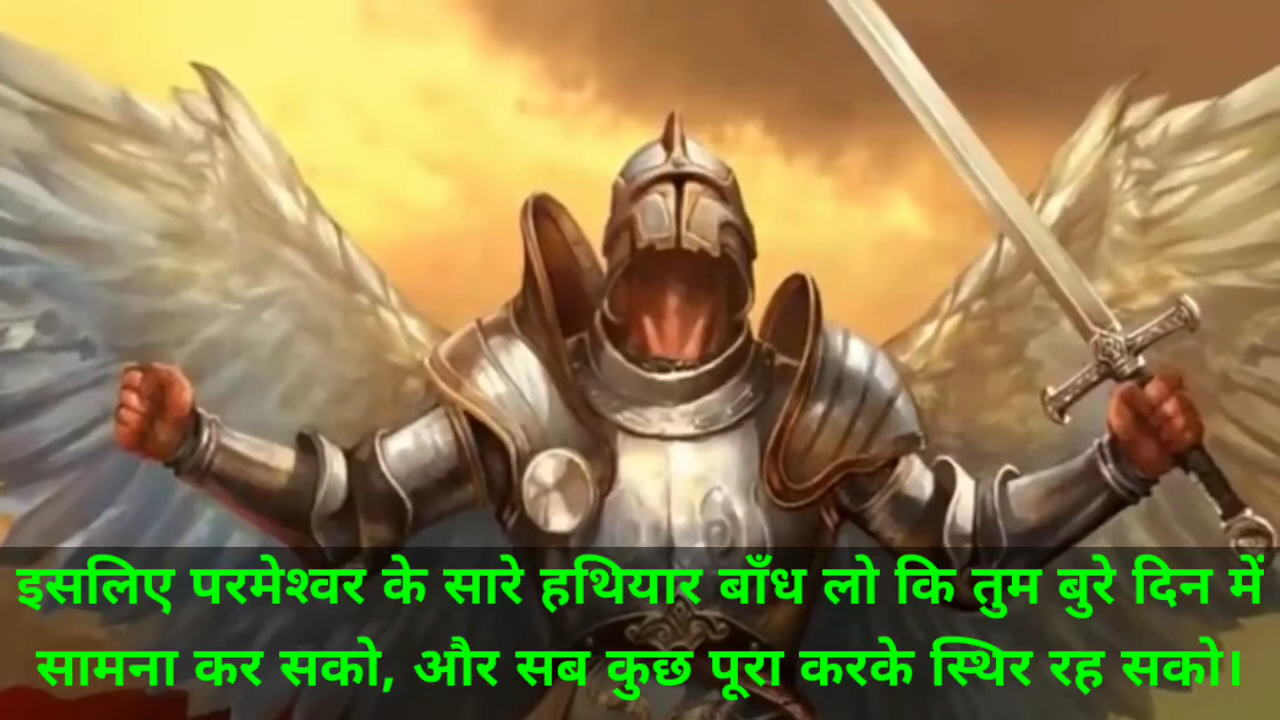 इसलिए परमेश्वर के सारे हथियार बाँध लो कि तुम बुरे दिन में
सामना कर सको, और सब कुछ पूरा करके स्थिर रह सको।